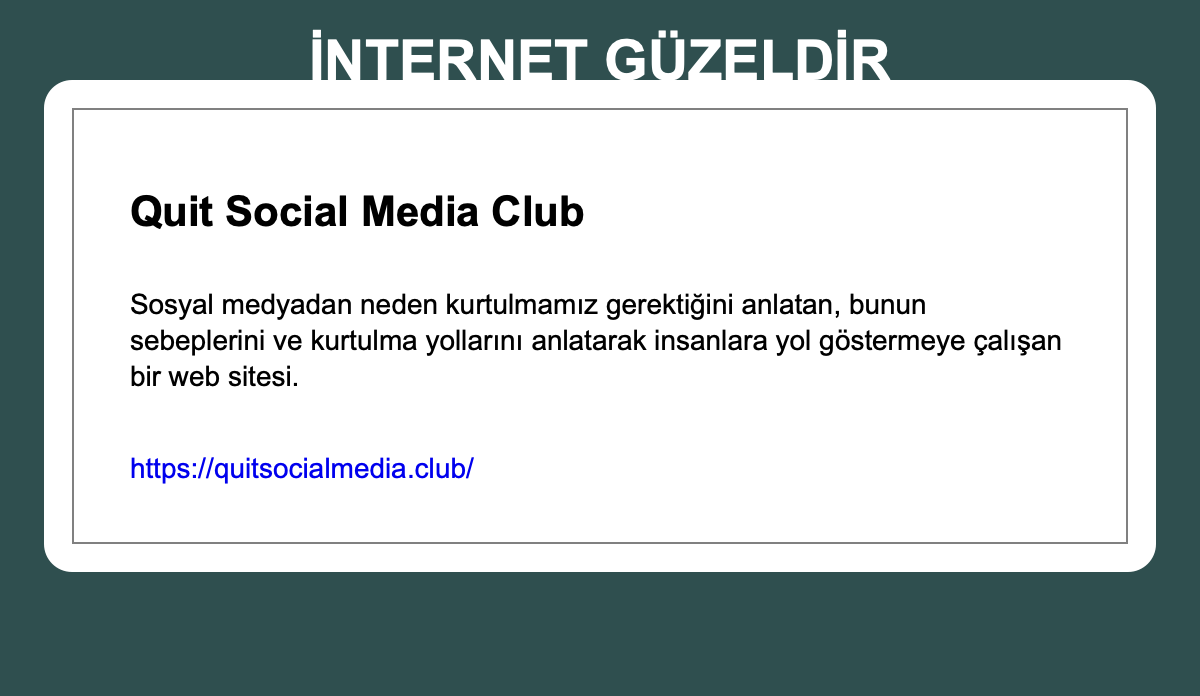 İNTERNET GÜZELDİR
Quit Social Media Club
Sosyal medyadan neden kurtulmamız gerektiğini anlatan, bunun
sebeplerini ve kurtulma yollarını anlatarak insanlara yol göstermeye çalışan
bir web sitesi.
https://quitsocialmedia.club/